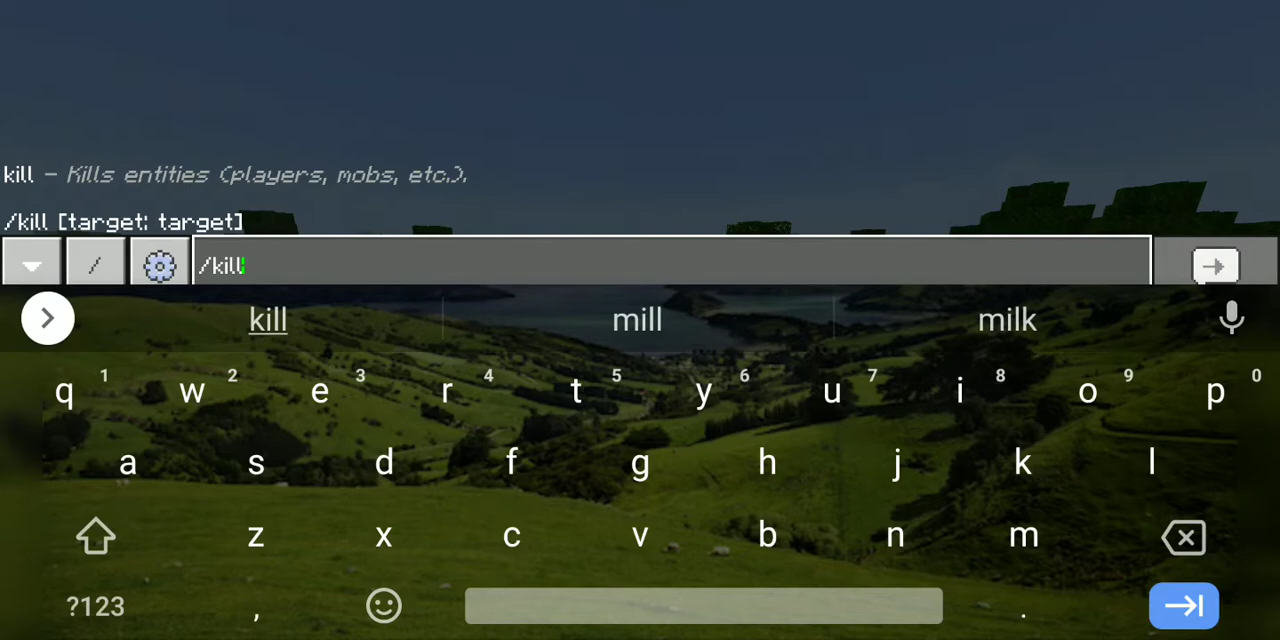 kill – Kills entities (players, mobs, etc.).
/kill [target: target]
/ /kill
kill mill milk
1 2 3 4 5 6 7 8 9 0
q w e r t y u i o p
a s d f g h j k l
z x c v b n m
?123 , .